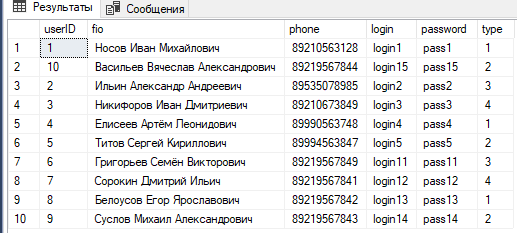 Результаты Сообщения
userID fio phone login password type
1 1 Носов Иван Михайлович 89210563128 login1 pass1 1
2 10 Васильев Вячеслав Александрович 89219567844 login15 pass15 2
3 2 Ильин Александр Андреевич 89535078985 login2 pass2 3
4 3 Никифоров Иван Дмитриевич 89210673849 login3 pass3 4
5 4 Елисеев Артём Леонидович 89990563748 login4 pass4 1
6 5 Титов Сергей Кириллович 89994563847 login5 pass5 2
7 6 Григорьев Семён Викторович 89219567849 login11 pass11 3
8 7 Сорокин Дмитрий Ильич 89219567841 login12 pass12 4
9 8 Белоусов Егор Ярославович 89219567842 login13 pass13 1
10 9 Суслов Михаил Александрович 89219567843 login14 pass14 2